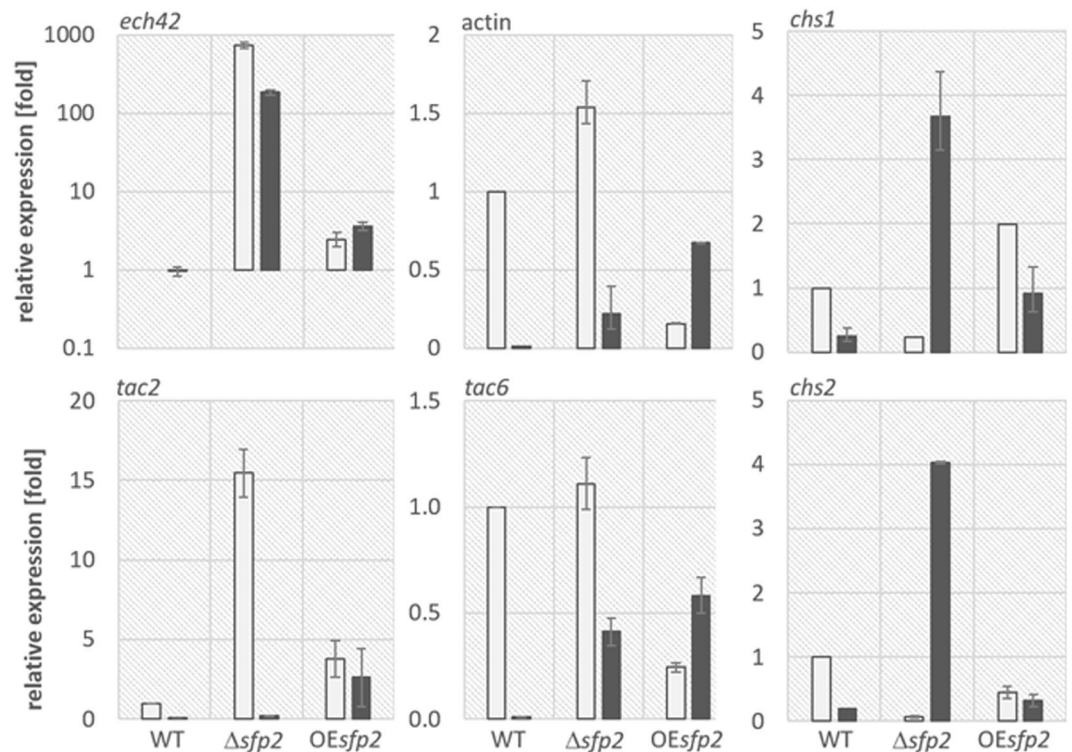 ech42
relative expression [fold]
1000
100
10
1
0.1
actin
2
1.5
1
0.5
0
chs1
5
4
3
2
1
0
tac2
relative expression [fold]
20
15
10
5
0
WT
Δsfp2
OEsfp2
tac6
1.5
1.0
0.5
0.0
WT
Δsfp2
OEsfp2
chs2
5
4
3
2
1
0
WT
Δsfp2
OEsfp2